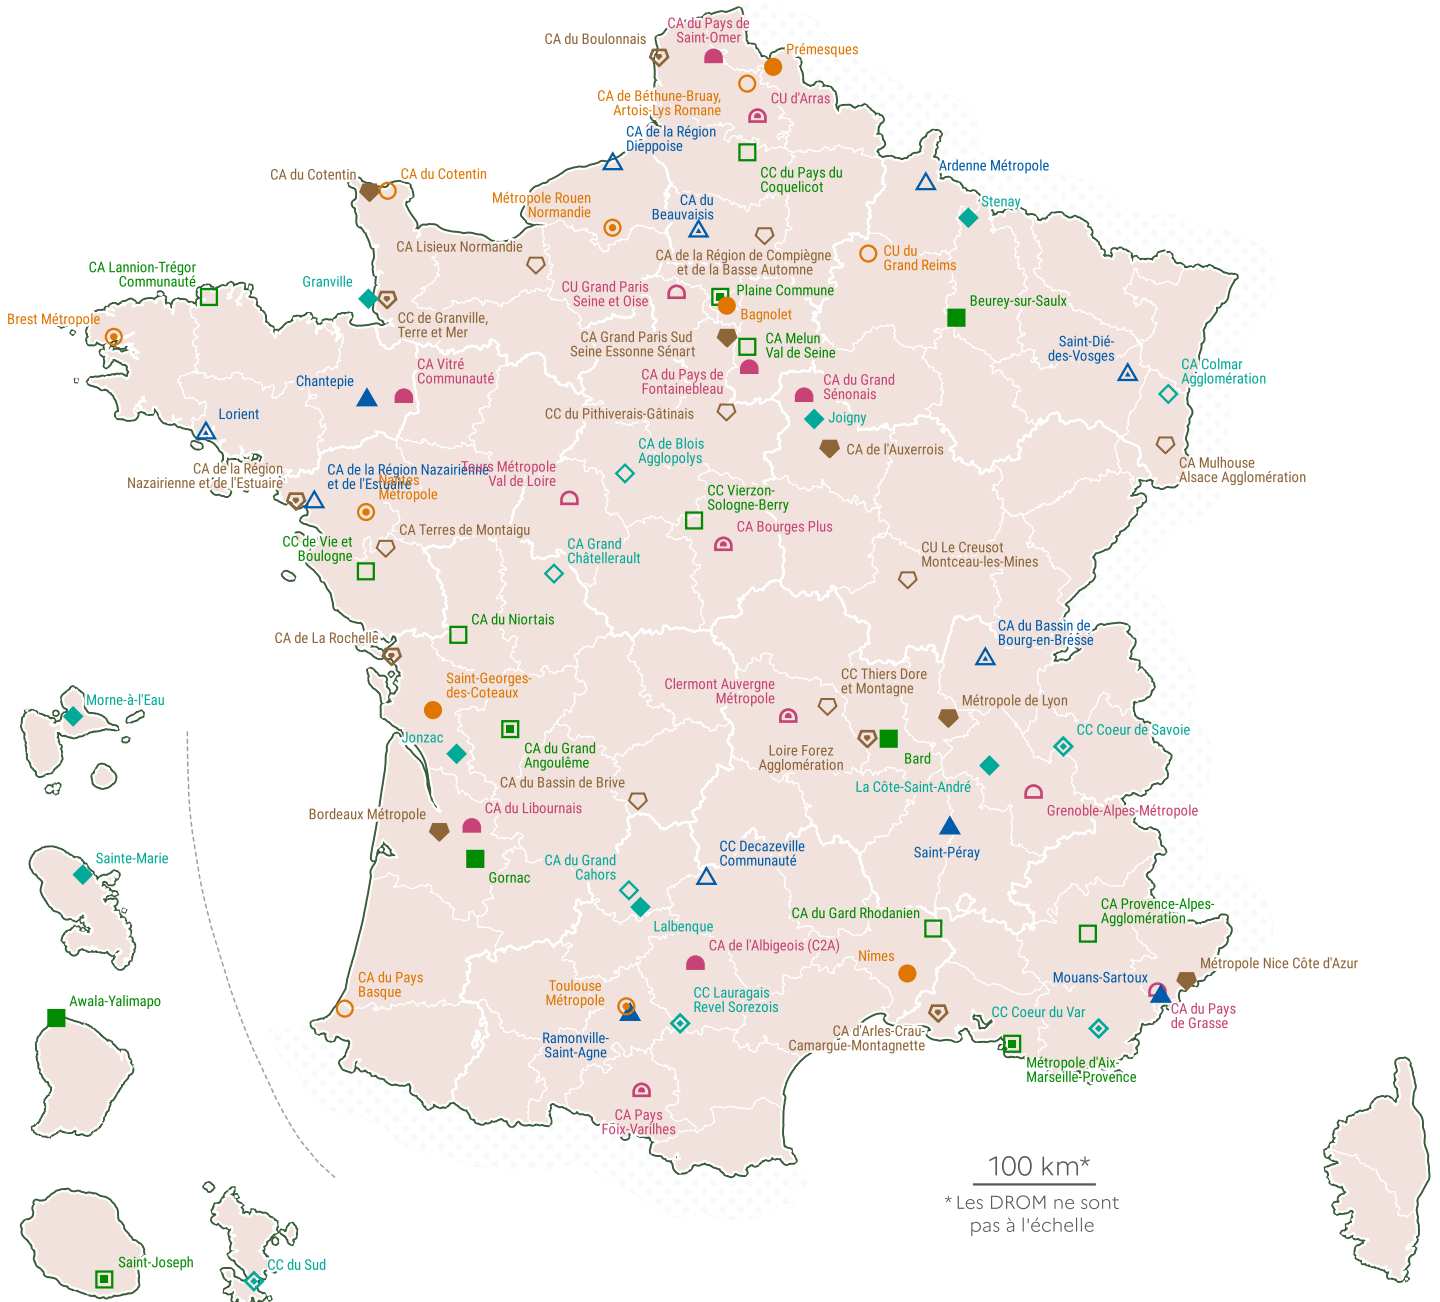 CA du Pays de
Saint-Omer
CA du Boulonnais
Prémesques
CA de Béthune-Bruay,
Artois-Lys Romane
CU d'Arras
CA de la Région
Dieppoise
CC du Pays du
Coquelicot
Ardenne Métropole
CA du Cotentin
CA du Cotentin
Métropole Rouen
Normandie
CA du
Beauvaisis
Stenay
CA Lisieux Normandie
CA de la Région de Compiègne
et de la Basse Automne
CU du
Grand Reims
CA Lannion-Trégor
Communauté
Granville
CU Grand Paris
Seine et Oise
Plaine Commune
Bagnolet
Beurey-sur-Saulx
Brest Métropole
CC de Granville,
Terre et Mer
CA Grand Paris Sud
Seine Essonne Sénart
CA Melun
Val de Seine
Saint-Dié-
des-Vosges
CA Colmar
Agglomération
Chantepie
CA Vitré
Communauté
CA du Pays de
Fontainebleau
CA du Grand
Sénonais
Lorient
CC du Pithiverais-Gâtinais
Joigny
CA de l'Auxerrois
CA de Blois
Agglopolys
CA Mulhouse
Alsace Agglomération
CA de la Région
Nazairienne et de l'Estuaire
CA de la Région Nazairienne
et de l'Estuaire
Tours Métropole
Val de Loire
Nantes
Métropole
CC Vierzon-
Sologne-Berry
CA Bourges Plus
CA Terres de Montaigu
CC de Vie et
Boulogne
CA Grand
Châtellerault
CU Le Creusot
Montceau-les-Mines
CA du Niortais
CA de La Rochelle
CA du Bassin de
Bourg-en-Bresse
Saint-Georges-
des-Coteaux
Clermont Auvergne
Métropole
CC Thiers Dore
et Montagne
Métropole de Lyon
Morne-à-l'Eau
Jonzac
CA du Grand
Angoulême
Loire Forez
Agglomération
Bard
CC Coeur de Savoie
CA du Bassin de Brive
La Côte-Saint-André
Bordeaux Métropole
CA du Libournais
Grenoble-Alpes-Métropole
Sainte-Marie
Gornac
CA du Grand
Cahors
CC Decazeville
Communauté
Saint-Péray
Lalbenque
CA du Gard Rhodanien
CA Provence-Alpes-
Agglomération
CA de l'Albigeois (C2A)
Nîmes
Métropole Nice Côte d'Azur
Mouans-Sartoux
CA du Pays
de Grasse
Awala-Yalimapo
CA du Pays
Basque
Toulouse
Métropole
CC Lauragais
Revel Sorezois
CC Coeur du Var
Ramonville-
Saint-Agne
CA d'Arles-Crau-
Camargue-Montagnette
Métropole d'Aix-
Marseille-Provence
CA Pays
Foix-Varilhes
100 km*
* Les DROM ne sont
pas à l'échelle
Saint-Joseph
CC du Sud